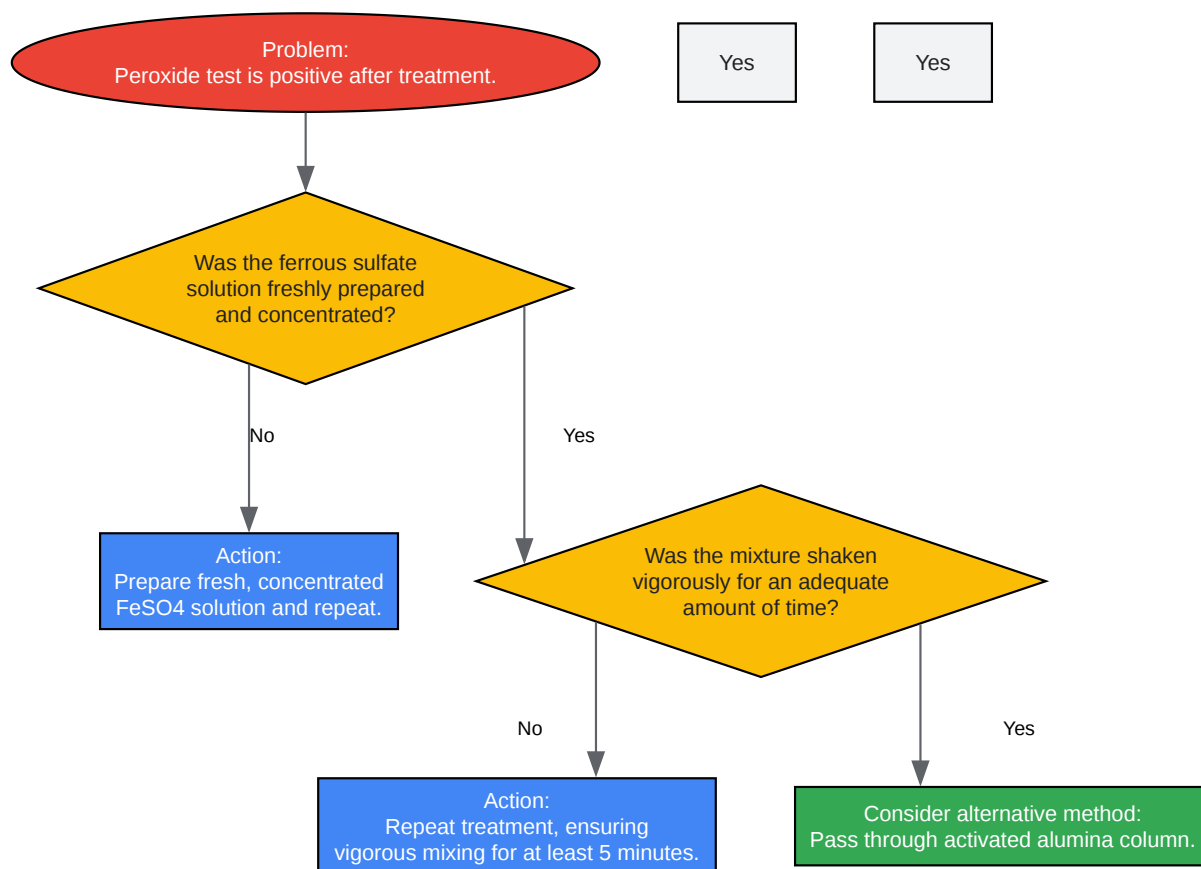 Problem:
Peroxide test is positive after treatment.
Yes
Yes
Was the ferrous sulfate
solution freshly prepared
and concentrated?
No
Yes
Action:
Prepare fresh, concentrated
FeSO4 solution and repeat.
Was the mixture shaken
vigorously for an adequate
amount of time?
No
Yes
Action:
Repeat treatment, ensuring
vigorous mixing for at least 5 minutes.
Consider alternative method:
Pass through activated alumina column.